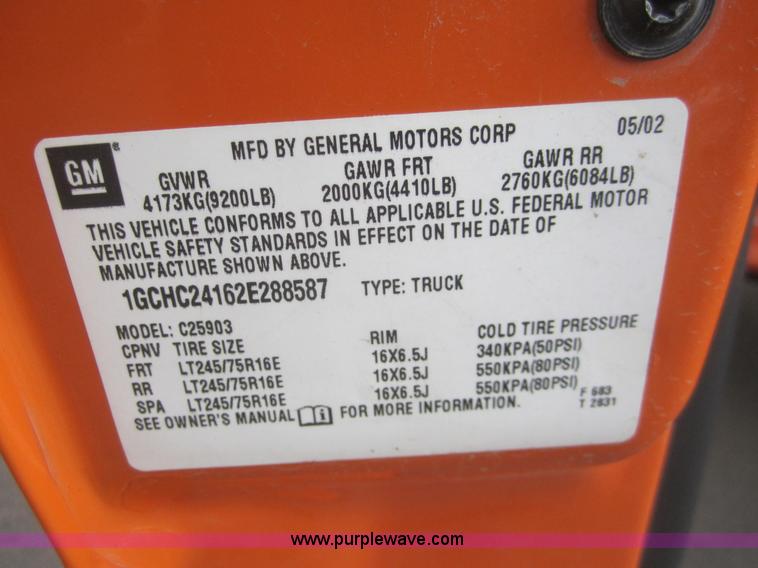 GM ®
MFD BY GENERAL MOTORS CORP 05/02
GVWR GAWR FRT GAWR RR
4173KG(9200LB) 2000KG(4410LB) 2760KG(6084LB)
THIS VEHICLE CONFORMS TO ALL APPLICABLE U.S. FEDERAL MOTOR
VEHICLE SAFETY STANDARDS IN EFFECT ON THE DATE OF
MANUFACTURE SHOWN ABOVE.
1GCHC24162E288587 TYPE: TRUCK
MODEL: C25903
CPNV TIRE SIZE RIM COLD TIRE PRESSURE
FRT LT245/75R16E 16X6.5J 340KPA(50PSI)
RR LT245/75R16E 16X6.5J 550KPA(80PSI)
SPA LT245/75R16E 16X6.5J 550KPA(80PSI) F 683
SEE OWNER'S MANUAL FOR MORE INFORMATION. T 2831
www.purplewave.com